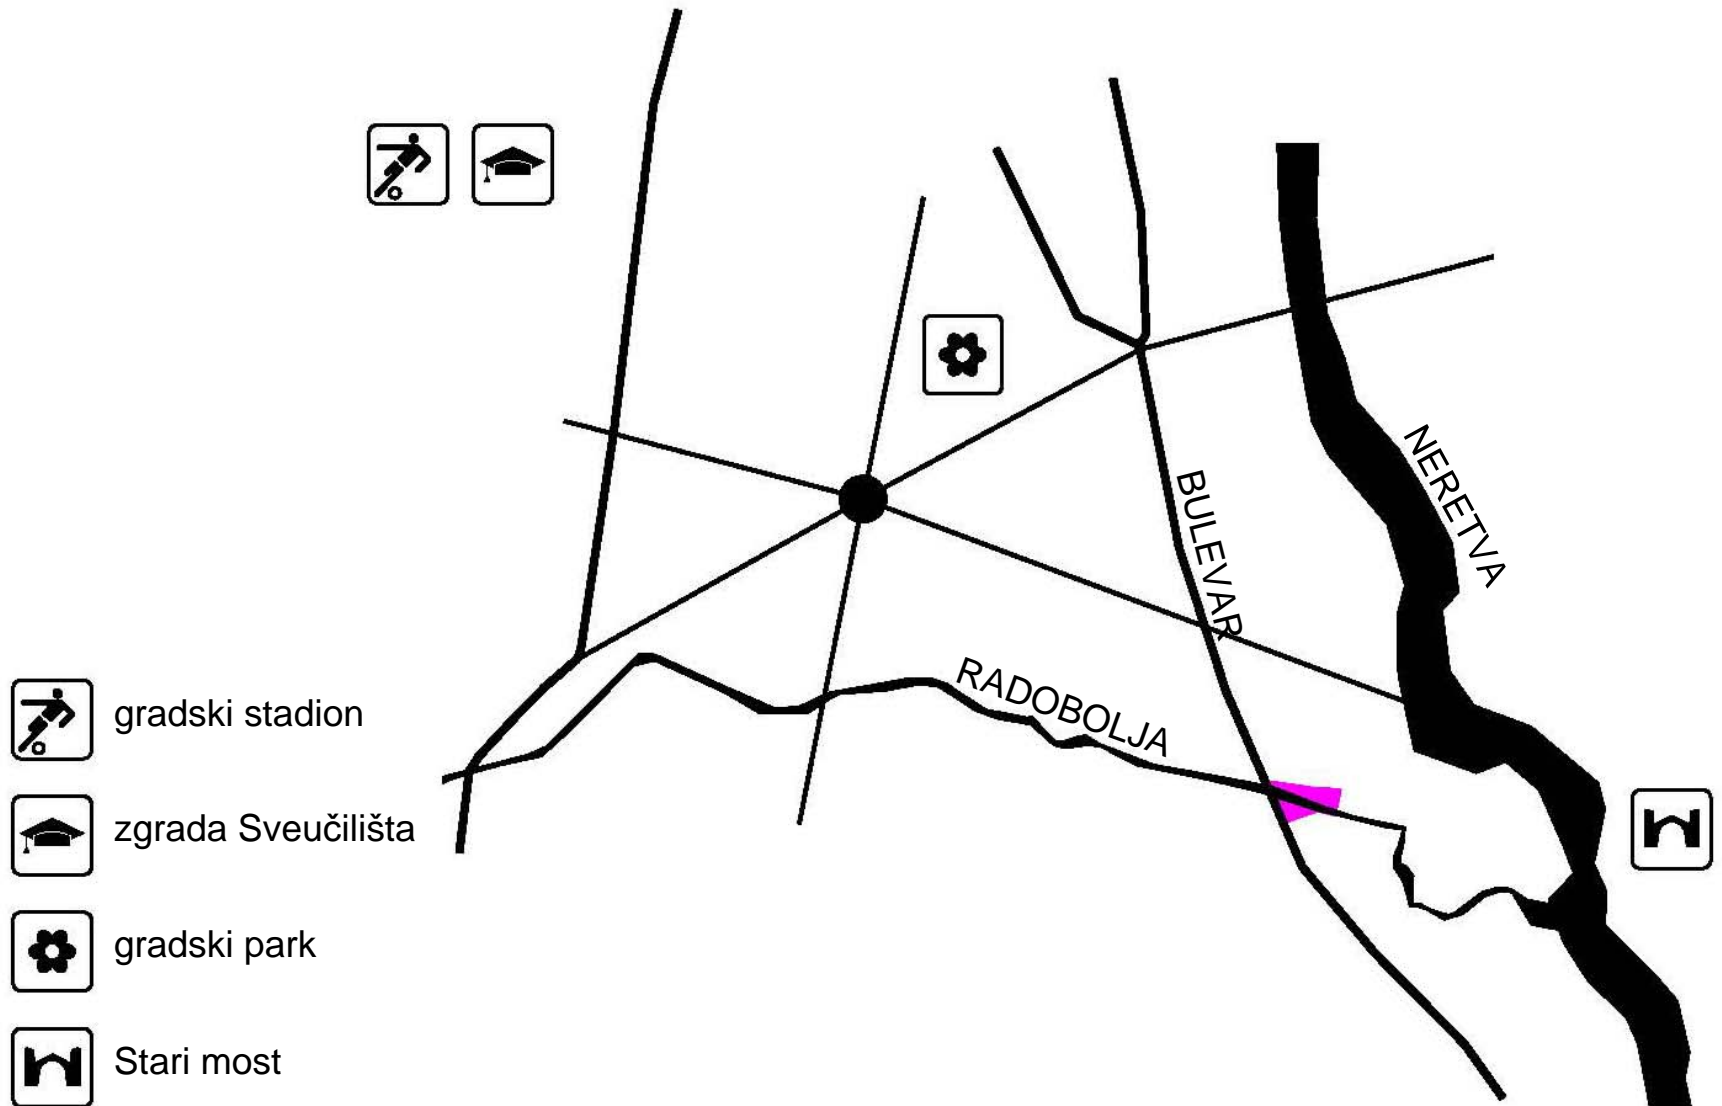 NERETVA
BULEVAR
RADOBOLJA
gradski stadion
zgrada Sveučilišta
gradski park
Stari most